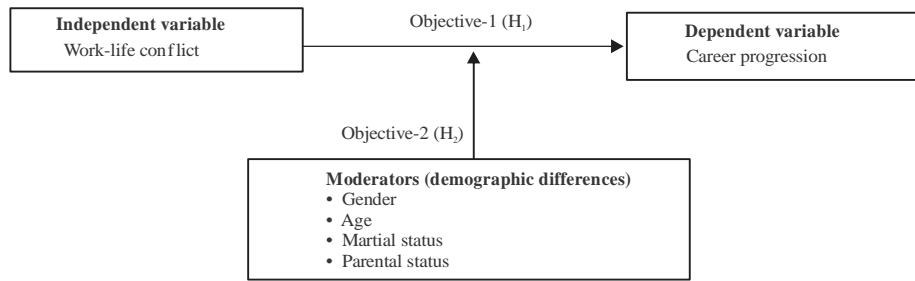 Independent variable
Work-life conflict
Objective-1 (H₁)
Dependent variable
Career progression
Objective-2 (H₂)
Moderators (demographic differences)
• Gender
• Age
• Martial status
• Parental status